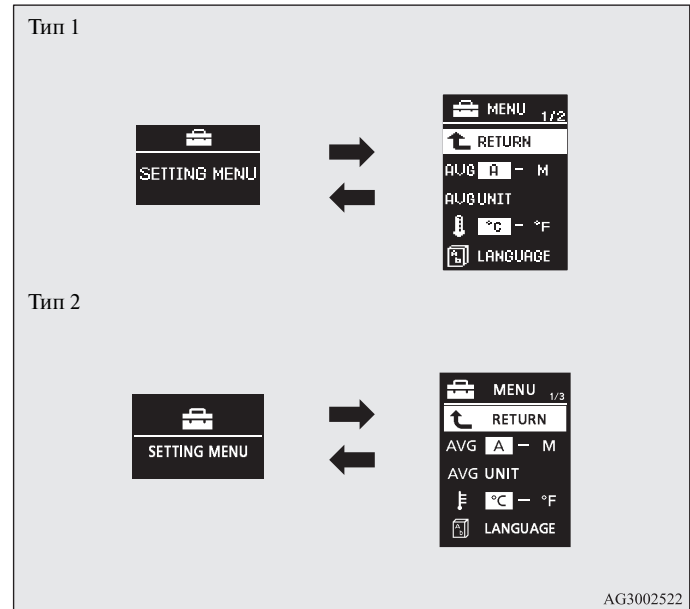 Тип 1
SETTING MENU
MENU 1/2
RETURN
AVG A - M
AVG UNIT
°C - °F
LANGUAGE
Тип 2
SETTING MENU
MENU 1/3
RETURN
AVG A - M
AVG UNIT
°C - °F
LANGUAGE
AG3002522